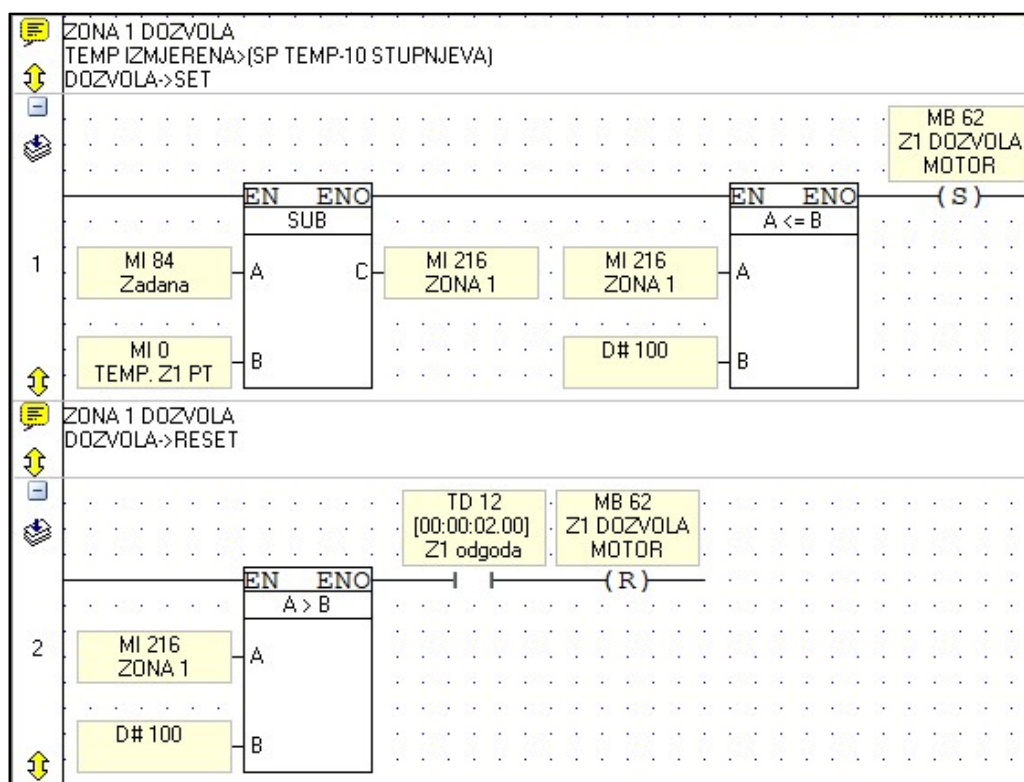 ZONA 1 DOZVOLA
TEMP IZMJERENA>(SP TEMP-10 STUPNJEVA)
DOZVOLA->SET
MB 62
Z1 DOZVOLA
MOTOR
EN ENO
SUB
EN ENO
A <= B
(S)
1
MI 84
Zadana
A
C
MI 216
ZONA 1
MI 216
ZONA 1
A
MI 0
TEMP. Z1 PT
B
D# 100
B
ZONA 1 DOZVOLA
DOZVOLA->RESET
TD 12
[00:00:02.00]
Z1 odgoda
MB 62
Z1 DOZVOLA
MOTOR
EN ENO
A > B
(R)
2
MI 216
ZONA 1
A
D# 100
B